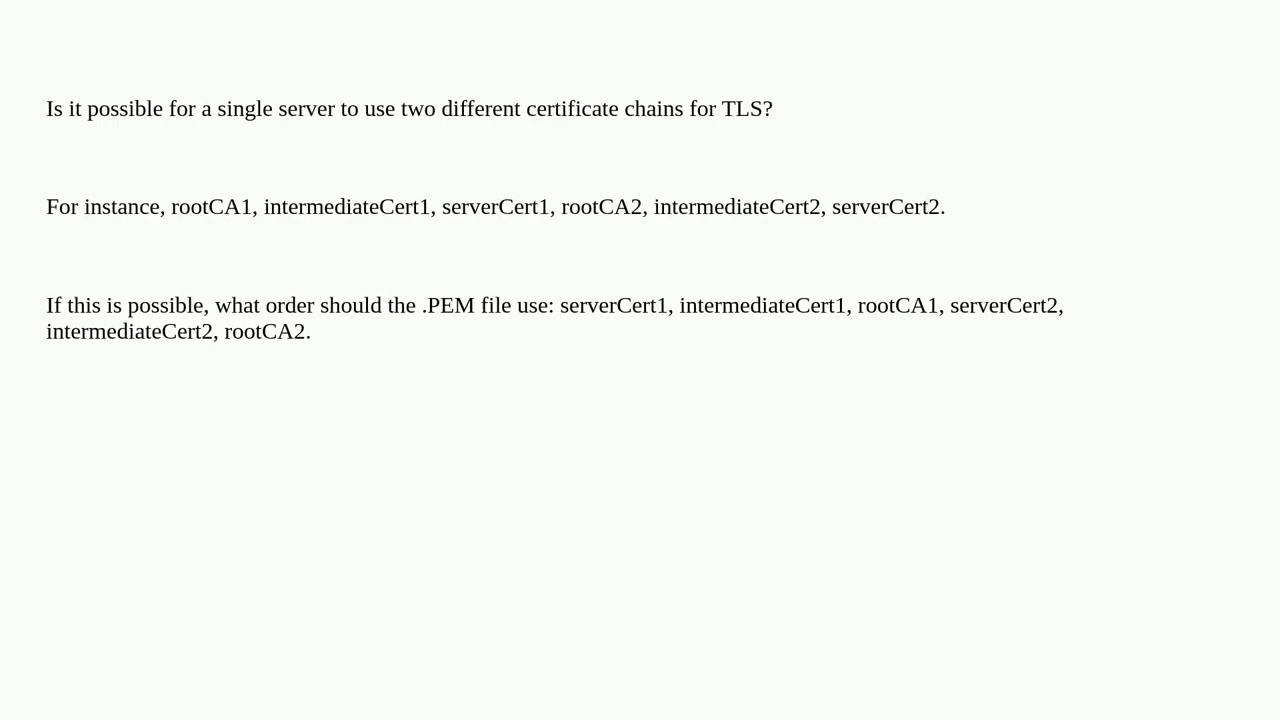 Is it possible for a single server to use two different certificate chains for TLS?
For instance, rootCA1, intermediateCert1, serverCert1, rootCA2, intermediateCert2, serverCert2.
If this is possible, what order should the .PEM file use: serverCert1, intermediateCert1, rootCA1, serverCert2,
intermediateCert2, rootCA2.